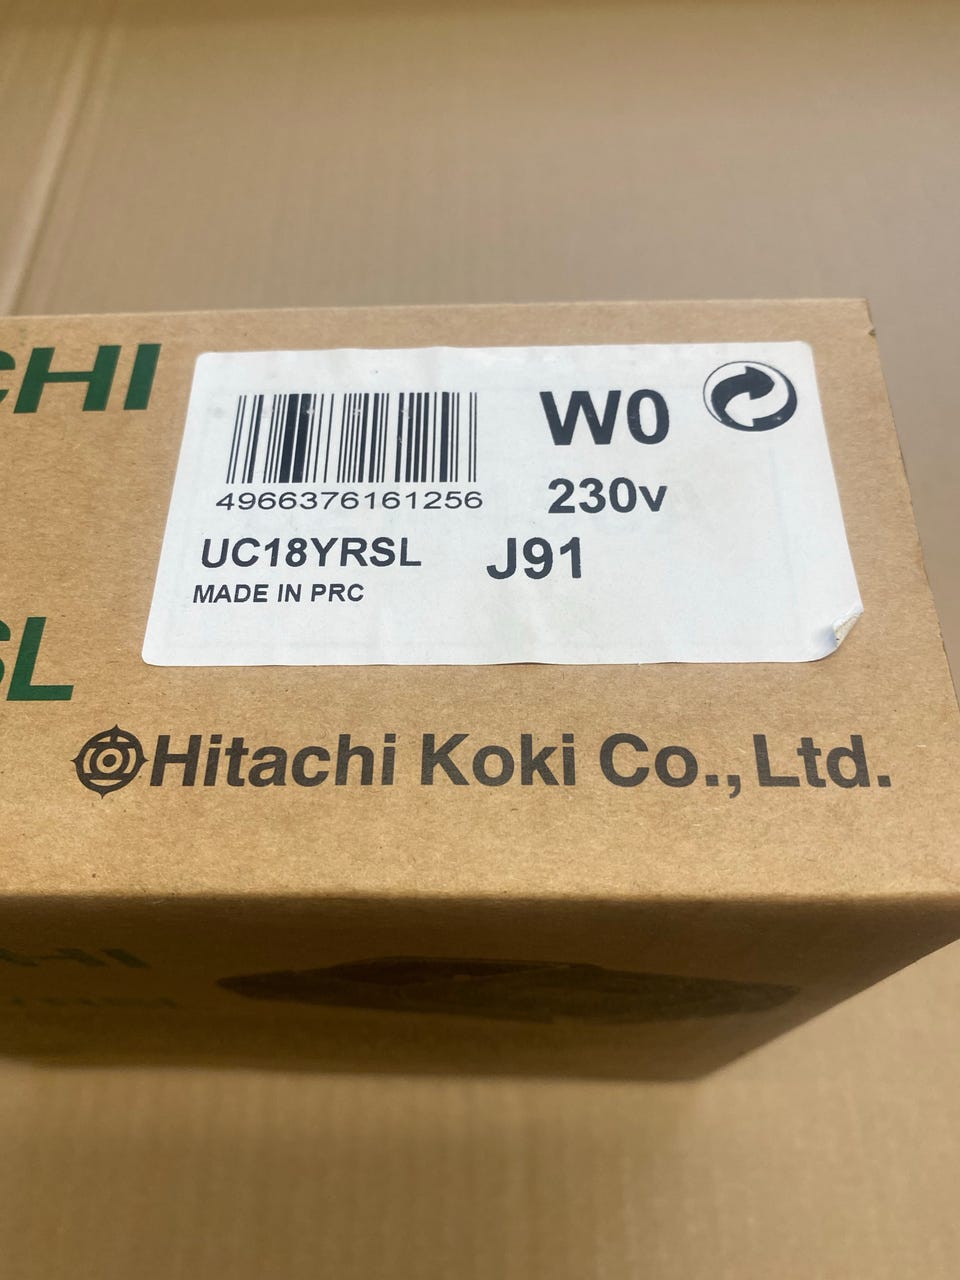 CHI
4966376161256
W0
230v
UC18YRSL
J91
MADE IN PRC
SL
Hitachi Koki Co., Ltd.